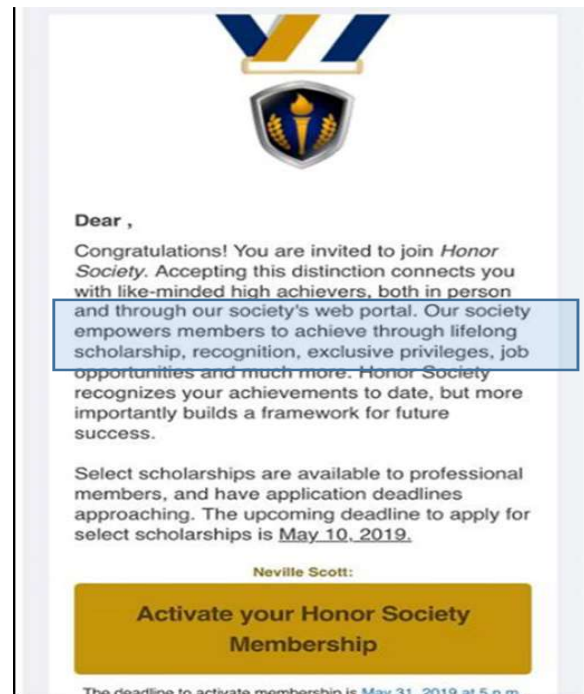 Dear ,
Congratulations! You are invited to join Honor
Society. Accepting this distinction connects you
with like-minded high achievers, both in person
and through our society's web portal. Our society
empowers members to achieve through lifelong
scholarship, recognition, exclusive privileges, job
opportunities and much more. Honor Society
recognizes your achievements to date, but more
importantly builds a framework for future
success.
Select scholarships are available to professional
members, and have application deadlines
approaching. The upcoming deadline to apply for
select scholarships is May 10, 2019.
Neville Scott:
Activate your Honor Society
Membership
The deadline to activate membership is May 31, 2019 at 5 p.m.